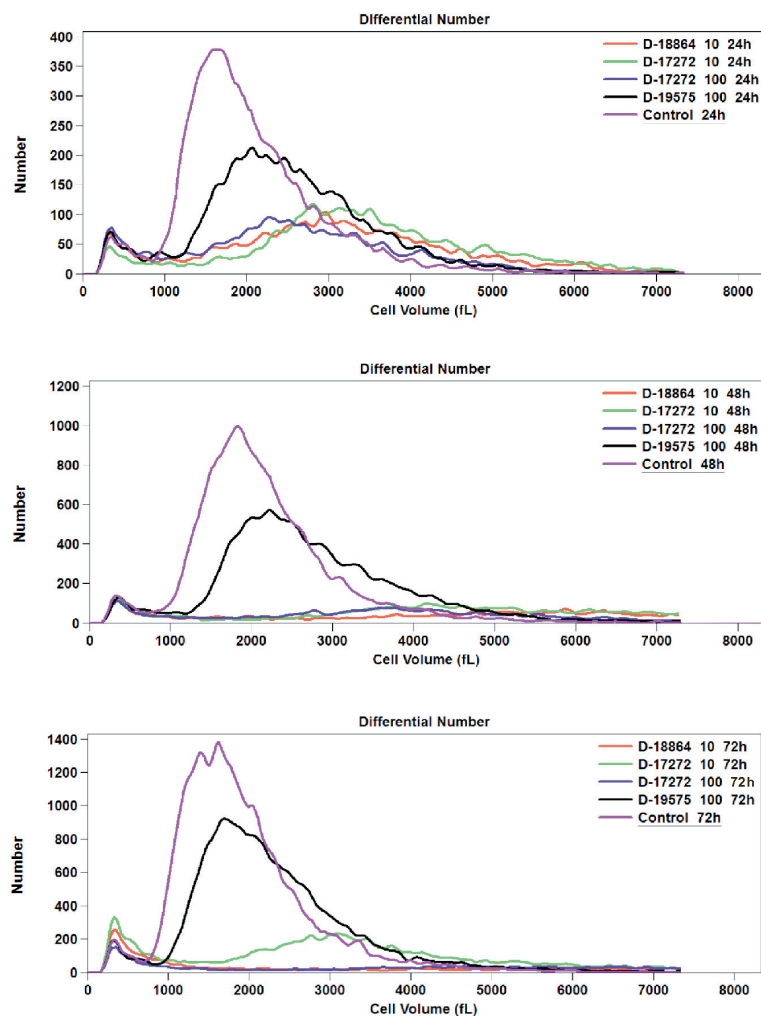 Differential Number
400
350
300
250
200
150
100
50
0
Number
D-18864 10 24h
D-17272 10 24h
D-17272 100 24h
D-19575 100 24h
Control 24h
0 1000 2000 3000 4000 5000 6000 7000 8000
Cell Volume (fL)
Differential Number
1200
1000
800
600
400
200
0
Number
D-18864 10 48h
D-17272 10 48h
D-17272 100 48h
D-19575 100 48h
Control 48h
0 1000 2000 3000 4000 5000 6000 7000 8000
Cell Volume (fL)
Differential Number
1400
1200
1000
800
600
400
200
0
Number
D-18864 10 72h
D-17272 10 72h
D-17272 100 72h
D-19575 100 72h
Control 72h
0 1000 2000 3000 4000 5000 6000 7000 8000
Cell Volume (fL)